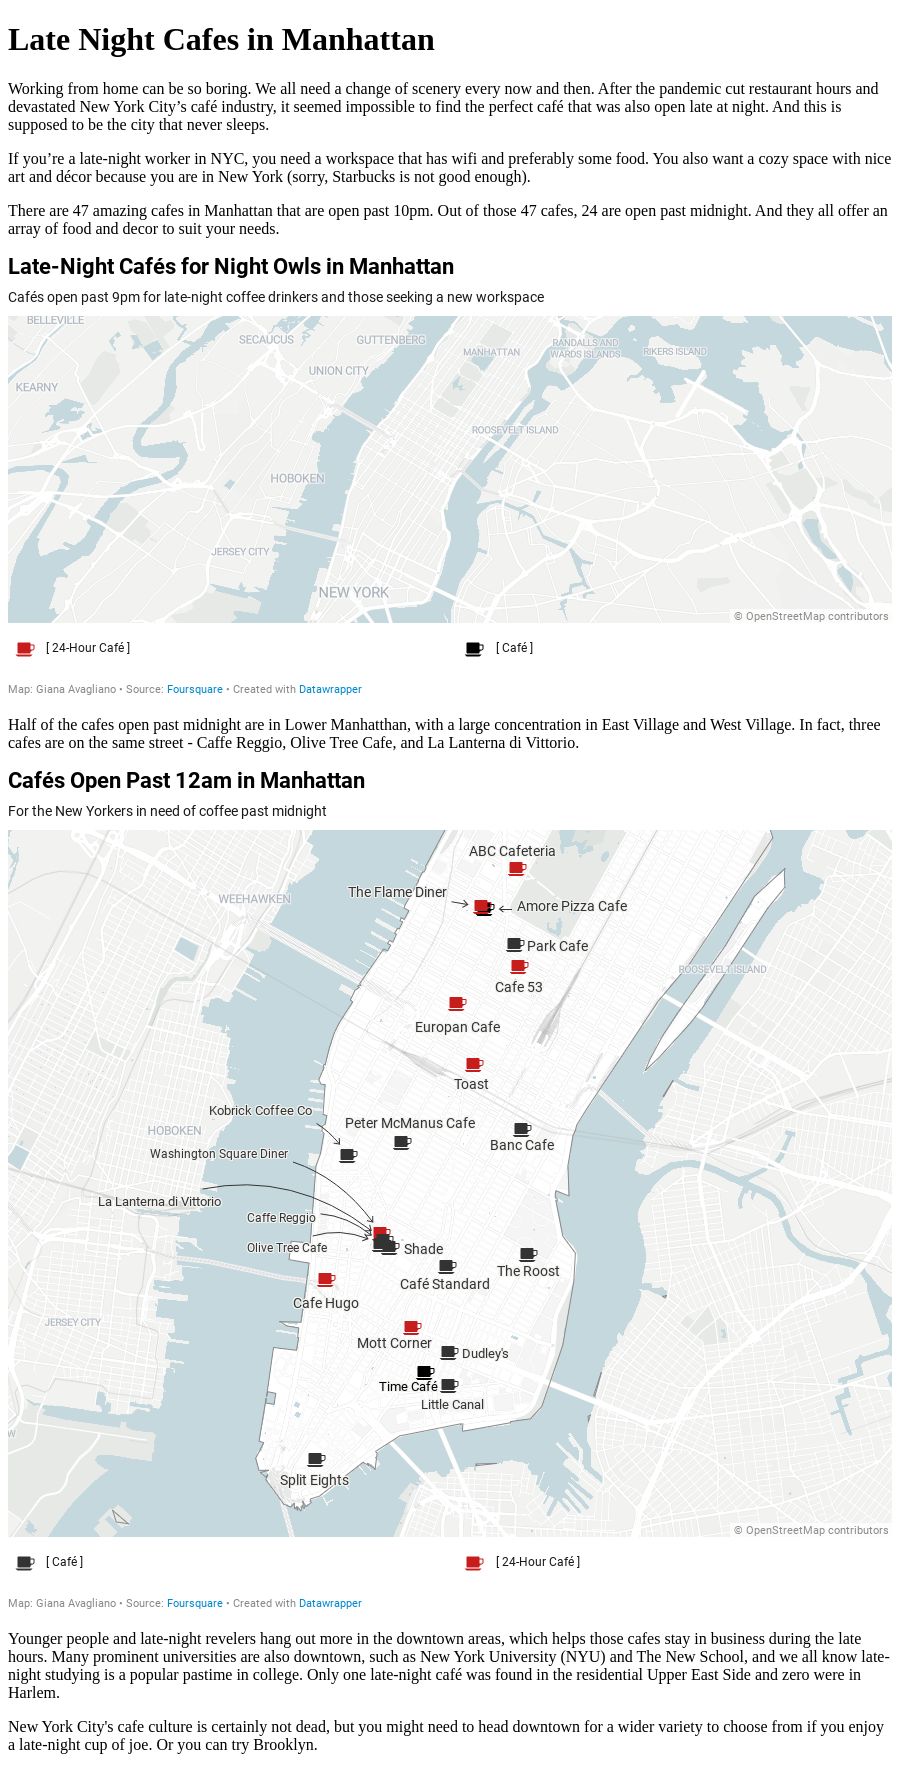 Late Night Cafes in Manhattan
Working from home can be so boring. We all need a change of scenery every now and then. After the pandemic cut restaurant hours and
devastated New York City’s café industry, it seemed impossible to find the perfect café that was also open late at night. And this is
supposed to be the city that never sleeps.
If you’re a late-night worker in NYC, you need a workspace that has wifi and preferably some food. You also want a cozy space with nice
art and décor because you are in New York (sorry, Starbucks is not good enough).
There are 47 amazing cafes in Manhattan that are open past 10pm. Out of those 47 cafes, 24 are open past midnight. And they all offer an
array of food and decor to suit your needs.
Late-Night Cafés for Night Owls in Manhattan
Cafés open past 9pm for late-night coffee drinkers and those seeking a new workspace
BELLEVILLE
SECAUCUS
GUTTENBERG
RANDALLS AND
WARDS ISLANDS
MANHATTAN
RIKERS ISLAND
UNION CITY
KEARNY
ROOSEVELT ISLAND
HOBOKEN
JERSEY CITY
NEW YORK
© OpenStreetMap contributors
[ 24-Hour Café ]
[ Café ]
Map: Giana Avagliano • Source: Foursquare • Created with Datawrapper
Half of the cafes open past midnight are in Lower Manhatthan, with a large concentration in East Village and West Village. In fact, three
cafes are on the same street - Caffe Reggio, Olive Tree Cafe, and La Lanterna di Vittorio.
Cafés Open Past 12am in Manhattan
For the New Yorkers in need of coffee past midnight
ABC Cafeteria
The Flame Diner
WEEHAWKEN
Amore Pizza Cafe
Park Cafe
ROOSEVELT ISLAND
Cafe 53
Europan Cafe
Toast
Kobrick Coffee Co
Peter McManus Cafe
HOBOKEN
Banc Cafe
Washington Square Diner
La Lanterna di Vittorio
Caffe Reggio
Olive Tree Cafe
Shade
The Roost
Café Standard
Cafe Hugo
JERSEY CITY
Mott Corner
Dudley's
Time Café
Little Canal
W
Split Eights
© OpenStreetMap contributors
[ Café ]
[ 24-Hour Café ]
Map: Giana Avagliano • Source: Foursquare • Created with Datawrapper
Younger people and late-night revelers hang out more in the downtown areas, which helps those cafes stay in business during the late
hours. Many prominent universities are also downtown, such as New York University (NYU) and The New School, and we all know late-
night studying is a popular pastime in college. Only one late-night café was found in the residential Upper East Side and zero were in
Harlem.
New York City's cafe culture is certainly not dead, but you might need to head downtown for a wider variety to choose from if you enjoy
a late-night cup of joe. Or you can try Brooklyn.